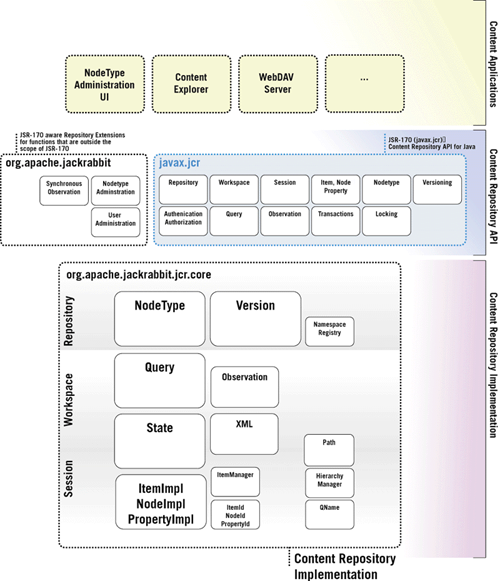 Content Applications
NodeType
Administration
UI
Content
Explorer
WebDAV
Server
...
JSR-170 aware Repository Extensions
for functions that are outside the
scope of JSR-170
org.apache.jackrabbit
Synchronous
Observation
Nodetype
Adminstration
User
Administration
JSR-170 (javax.jcr)
Content Repository API for Java
javax.jcr
Repository
Workspace
Session
Item, Node
Property
Nodetype
Versioning
Authenication
Authorization
Query
Observation
Transactions
Locking
Content Repository API
org.apache.jackrabbit.jcr.core
Repository
NodeType
Version
Namespace
Registry
Workspace
Query
Observation
State
XML
Path
Session
ItemImpl
NodeImpl
PropertyImpl
ItemManager
Hierarchy
Manager
ItemId
NodeId
PropertyId
QName
Content Repository Implementation
Content Repository
Implementation